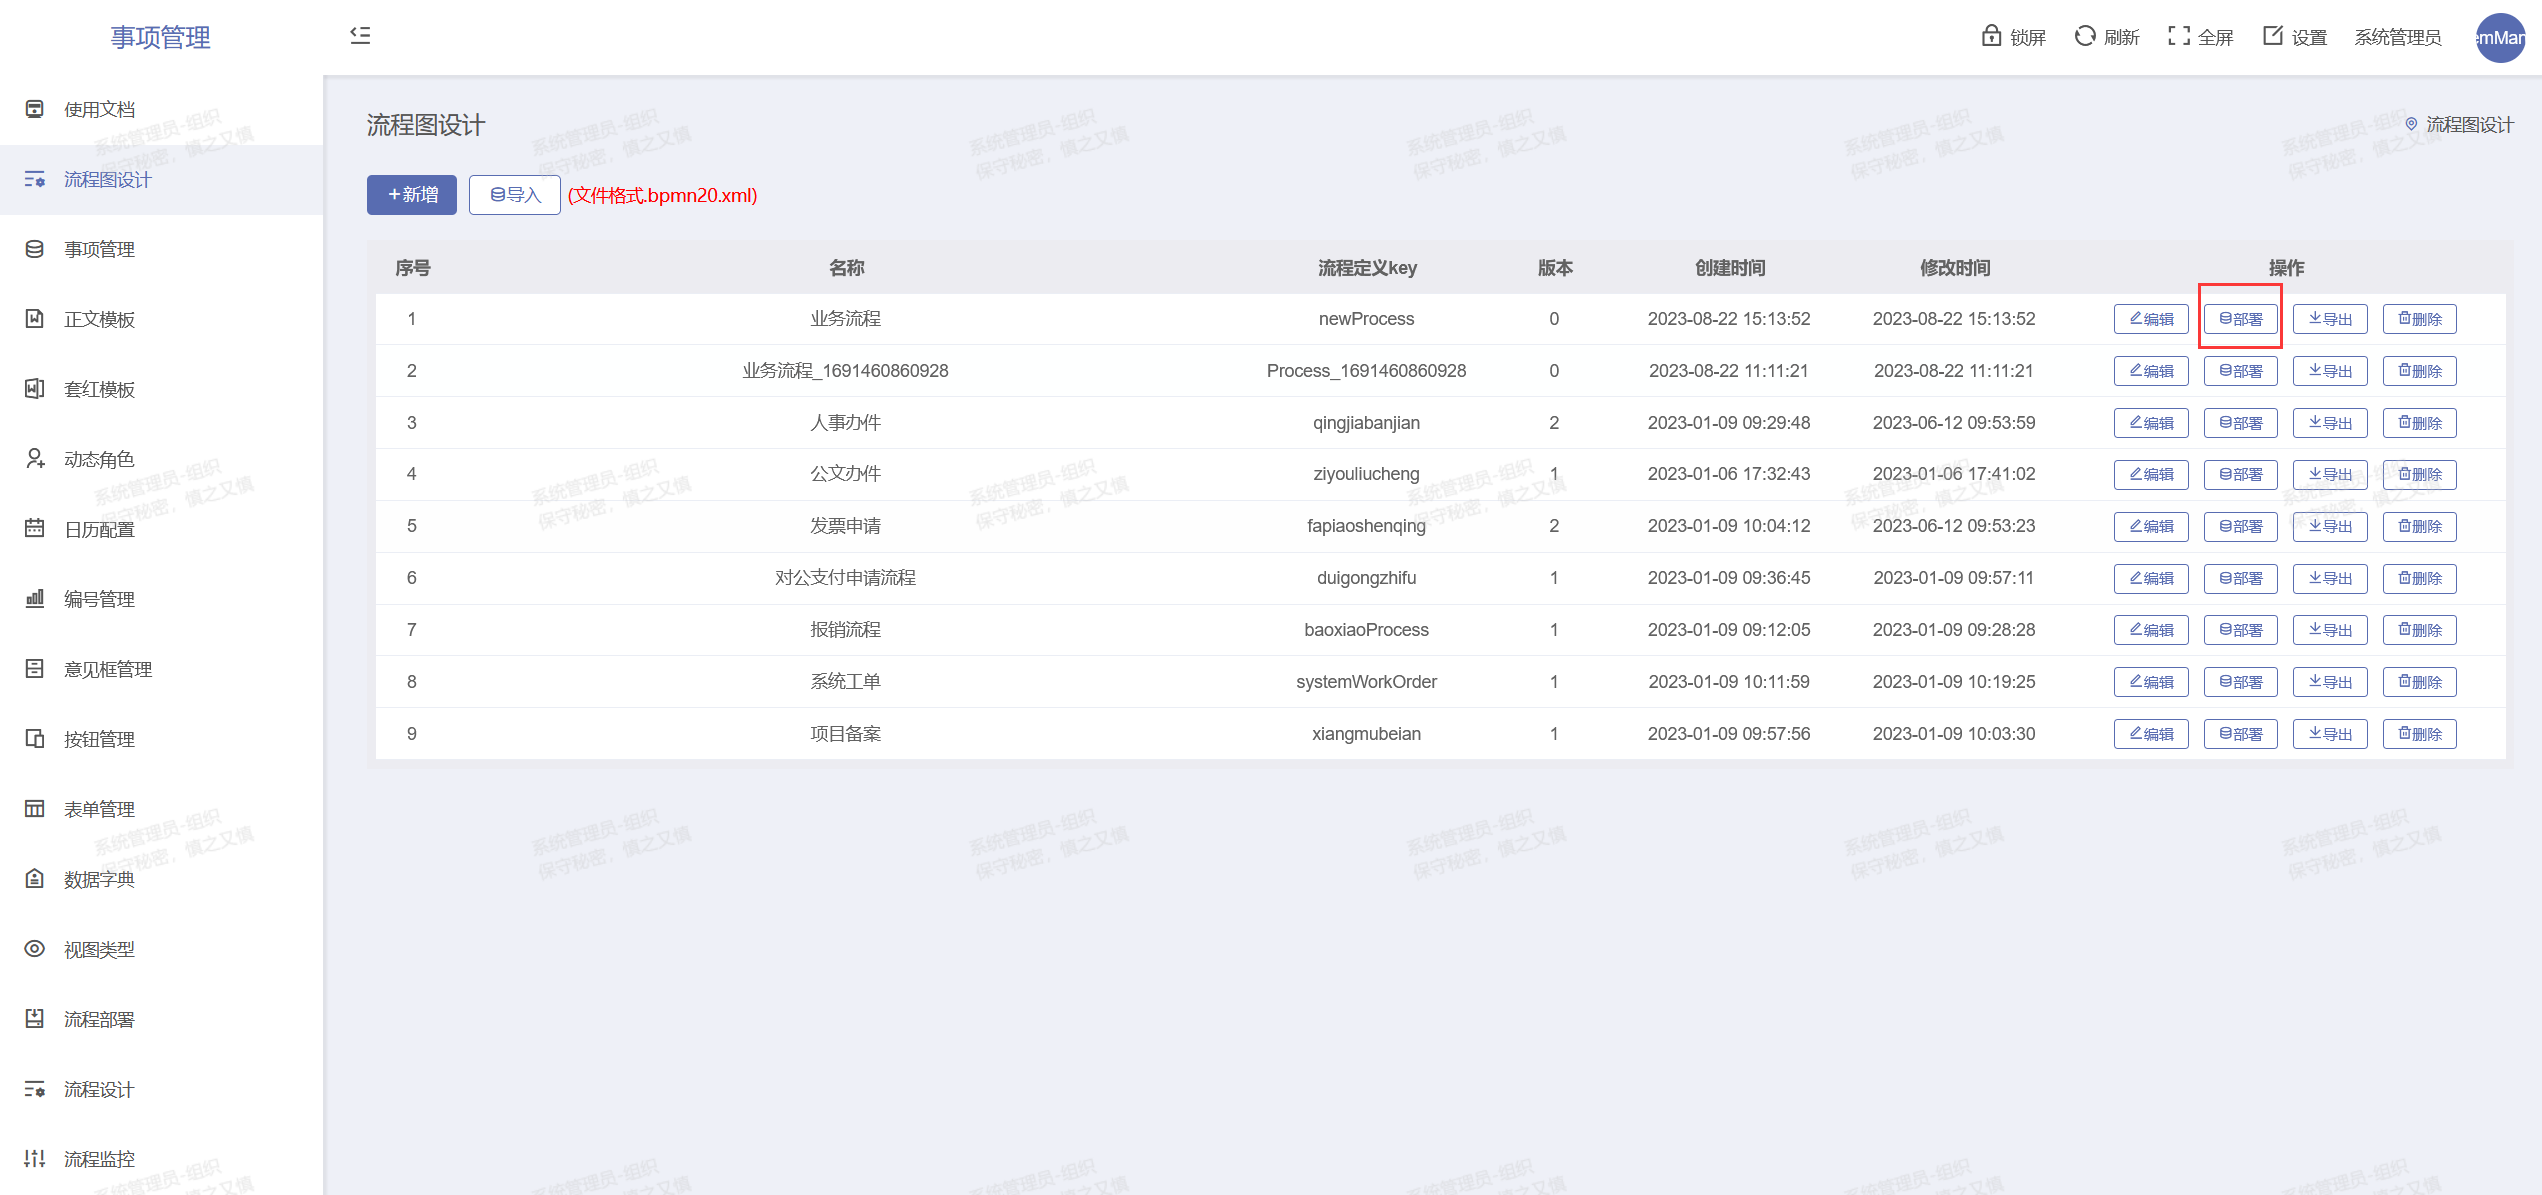 事项管理
锁屏 刷新 全屏 设置 系统管理员 emMan
使用文档
流程图设计
事项管理
正文模板
套红模板
动态角色
日历配置
编号管理
意见框管理
按钮管理
表单管理
数据字典
视图类型
流程部署
流程设计
流程监控
流程图设计
流程图设计
+新增 导入 (文件格式.bpmn20.xml)
序号 名称 流程定义key 版本 创建时间 修改时间 操作
1 业务流程 newProcess 0 2023-08-22 15:13:52 2023-08-22 15:13:52 编辑 部署 导出 删除
2 业务流程_1691460860928 Process_1691460860928 0 2023-08-22 11:11:21 2023-08-22 11:11:21 编辑 部署 导出 删除
3 人事办件 qingjiabanjian 2 2023-01-09 09:29:48 2023-06-12 09:53:59 编辑 部署 导出 删除
4 公文办件 ziyouliucheng 1 2023-01-06 17:32:43 2023-01-06 17:41:02 编辑 部署 导出 删除
5 发票申请 fapiaoshenqing 2 2023-01-09 10:04:12 2023-06-12 09:53:23 编辑 部署 导出 删除
6 对公支付申请流程 duigongzhifu 1 2023-01-09 09:36:45 2023-01-09 09:57:11 编辑 部署 导出 删除
7 报销流程 baoxiaoProcess 1 2023-01-09 09:12:05 2023-01-09 09:28:28 编辑 部署 导出 删除
8 系统工单 systemWorkOrder 1 2023-01-09 10:11:59 2023-01-09 10:19:25 编辑 部署 导出 删除
9 项目备案 xiangmubeian 1 2023-01-09 09:57:56 2023-01-09 10:03:30 编辑 部署 导出 删除
系统管理员-组织
保守秘密，慎之又慎